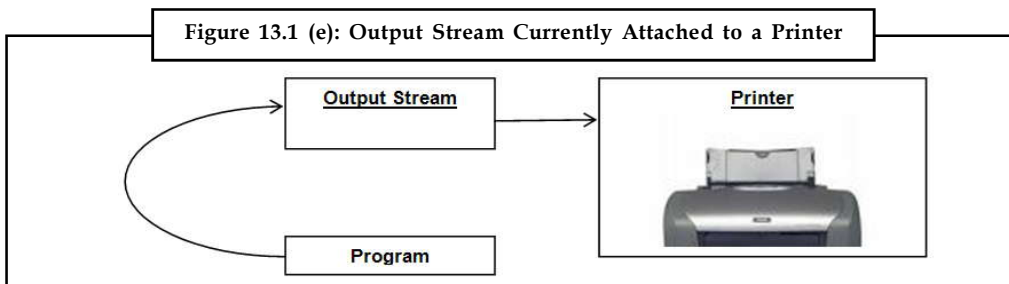 Figure 13.1 (e): Output Stream Currently Attached to a Printer
Output Stream
Printer
Program